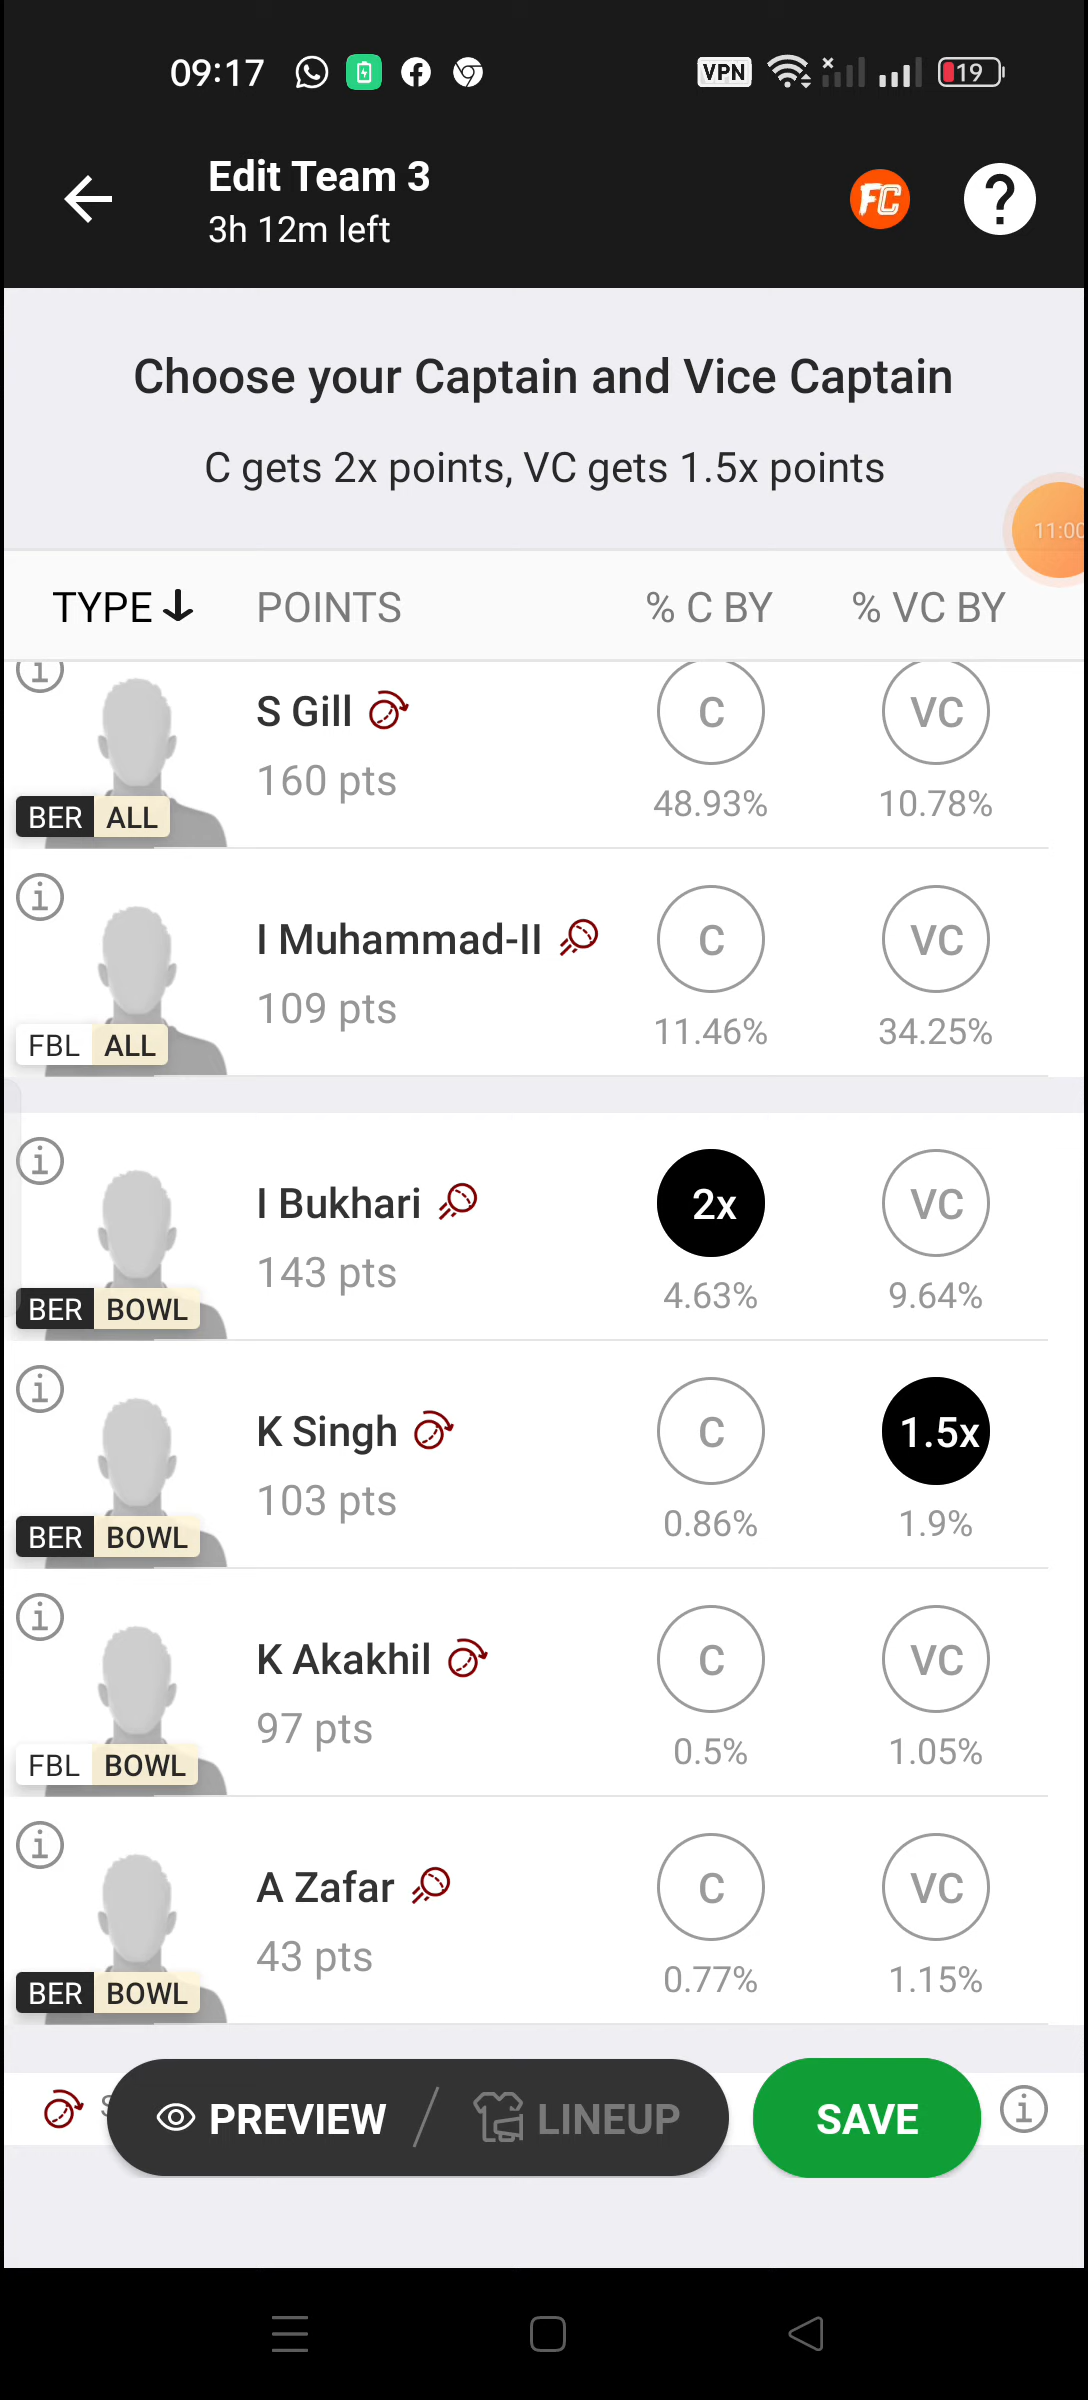 09:17
VPN
19
Edit Team 3
3h 12m left
FC
?
Choose your Captain and Vice Captain
C gets 2x points, VC gets 1.5x points
11:00
TYPE POINTS % C BY % VC BY
S Gill C VC
160 pts 48.93% 10.78%
BER ALL
I Muhammad-II C VC
109 pts 11.46% 34.25%
FBL ALL
I Bukhari 2x VC
143 pts 4.63% 9.64%
BER BOWL
K Singh C 1.5x
103 pts 0.86% 1.9%
BER BOWL
K Akakhil C VC
97 pts 0.5% 1.05%
FBL BOWL
A Zafar C VC
43 pts 0.77% 1.15%
BER BOWL
PREVIEW / LINEUP SAVE